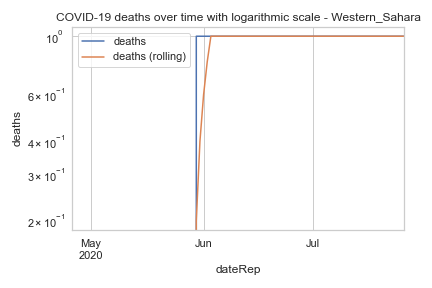 COVID-19 deaths over time with logarithmic scale - Western_Sahara
10⁰
6 × 10⁻¹
4 × 10⁻¹
3 × 10⁻¹
2 × 10⁻¹
deaths
deaths
deaths (rolling)
May
2020
Jun
Jul
dateRep